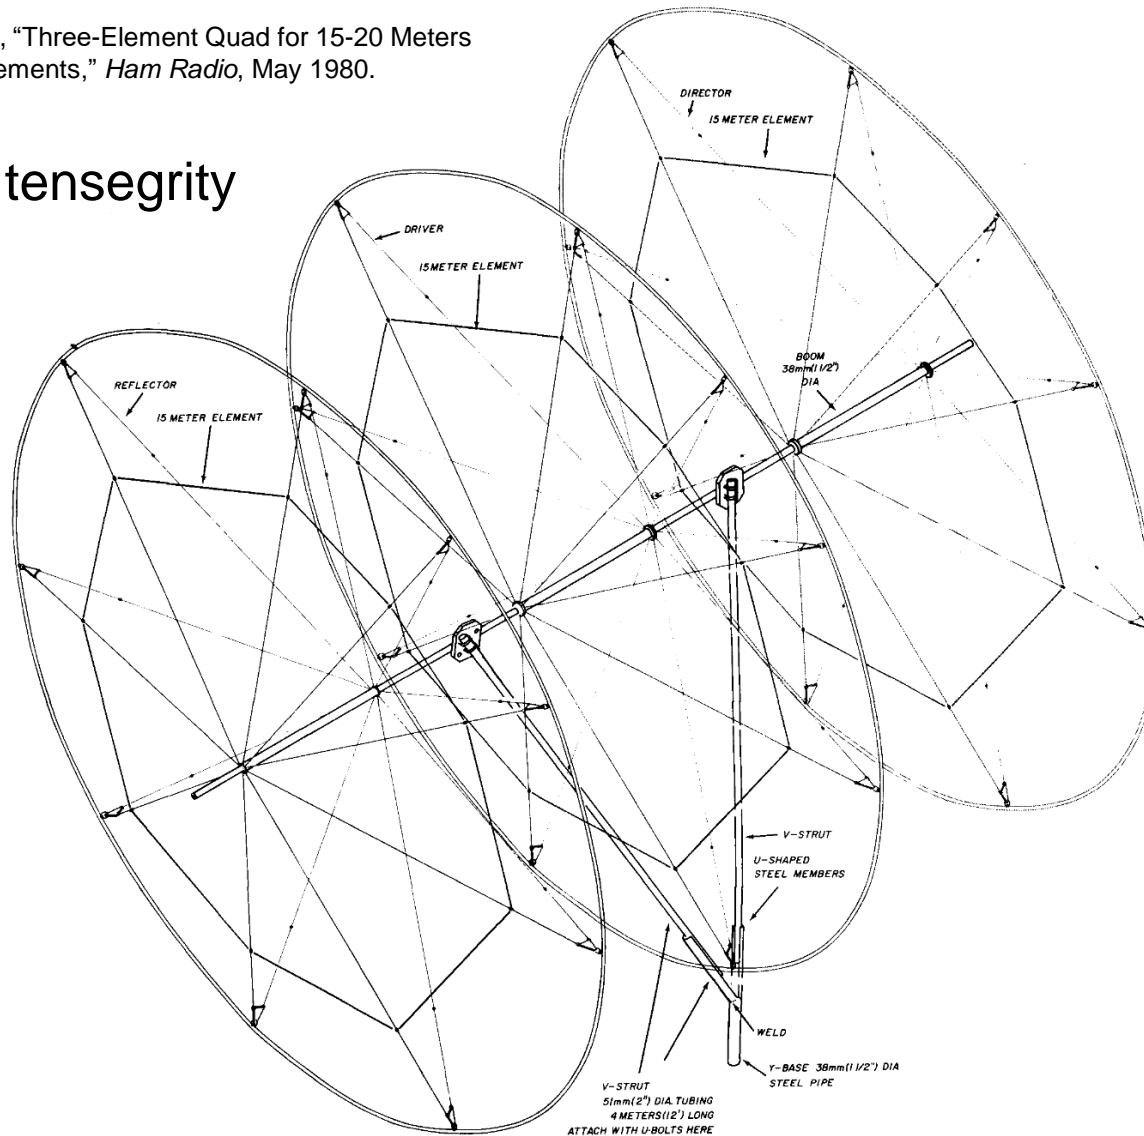 , “Three-Element Quad for 15-20 Meters
ements,” Ham Radio, May 1980.
tensegrity
DIRECTOR
15 METER ELEMENT
DRIVER
15 METER ELEMENT
BOOM
38mm(1 1/2")
DIA
REFLECTOR
15 METER ELEMENT
V-STRUT
U-SHAPED
STEEL MEMBERS
WELD
Y-BASE 38mm(1 1/2") DIA
STEEL PIPE
V-STRUT
51mm(2") DIA. TUBING
4 METERS(12') LONG
ATTACH WITH U-BOLTS HERE